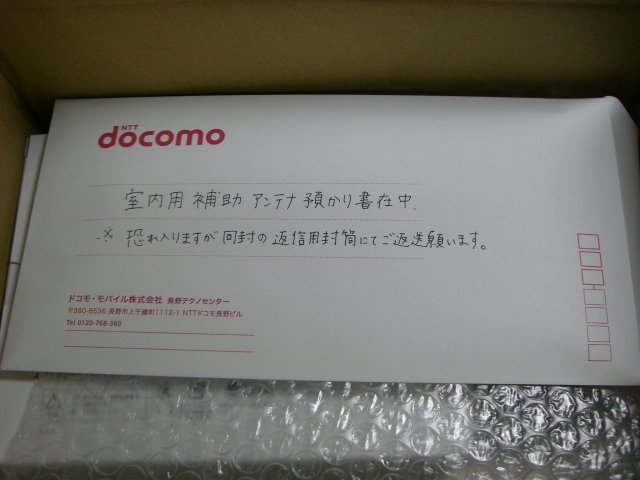 NTT
docomo
室内用 補助 アンテナ 預かり書在中.
※ 恐れ入りますが 同封の 返信用封筒にてご返送願います。
ドコモ・モバイル株式会社 長野テクノセンター
〒380-8536 長野市上千歳町1112-1 NTTドコモ長野ビル
Tel 0120-768-360